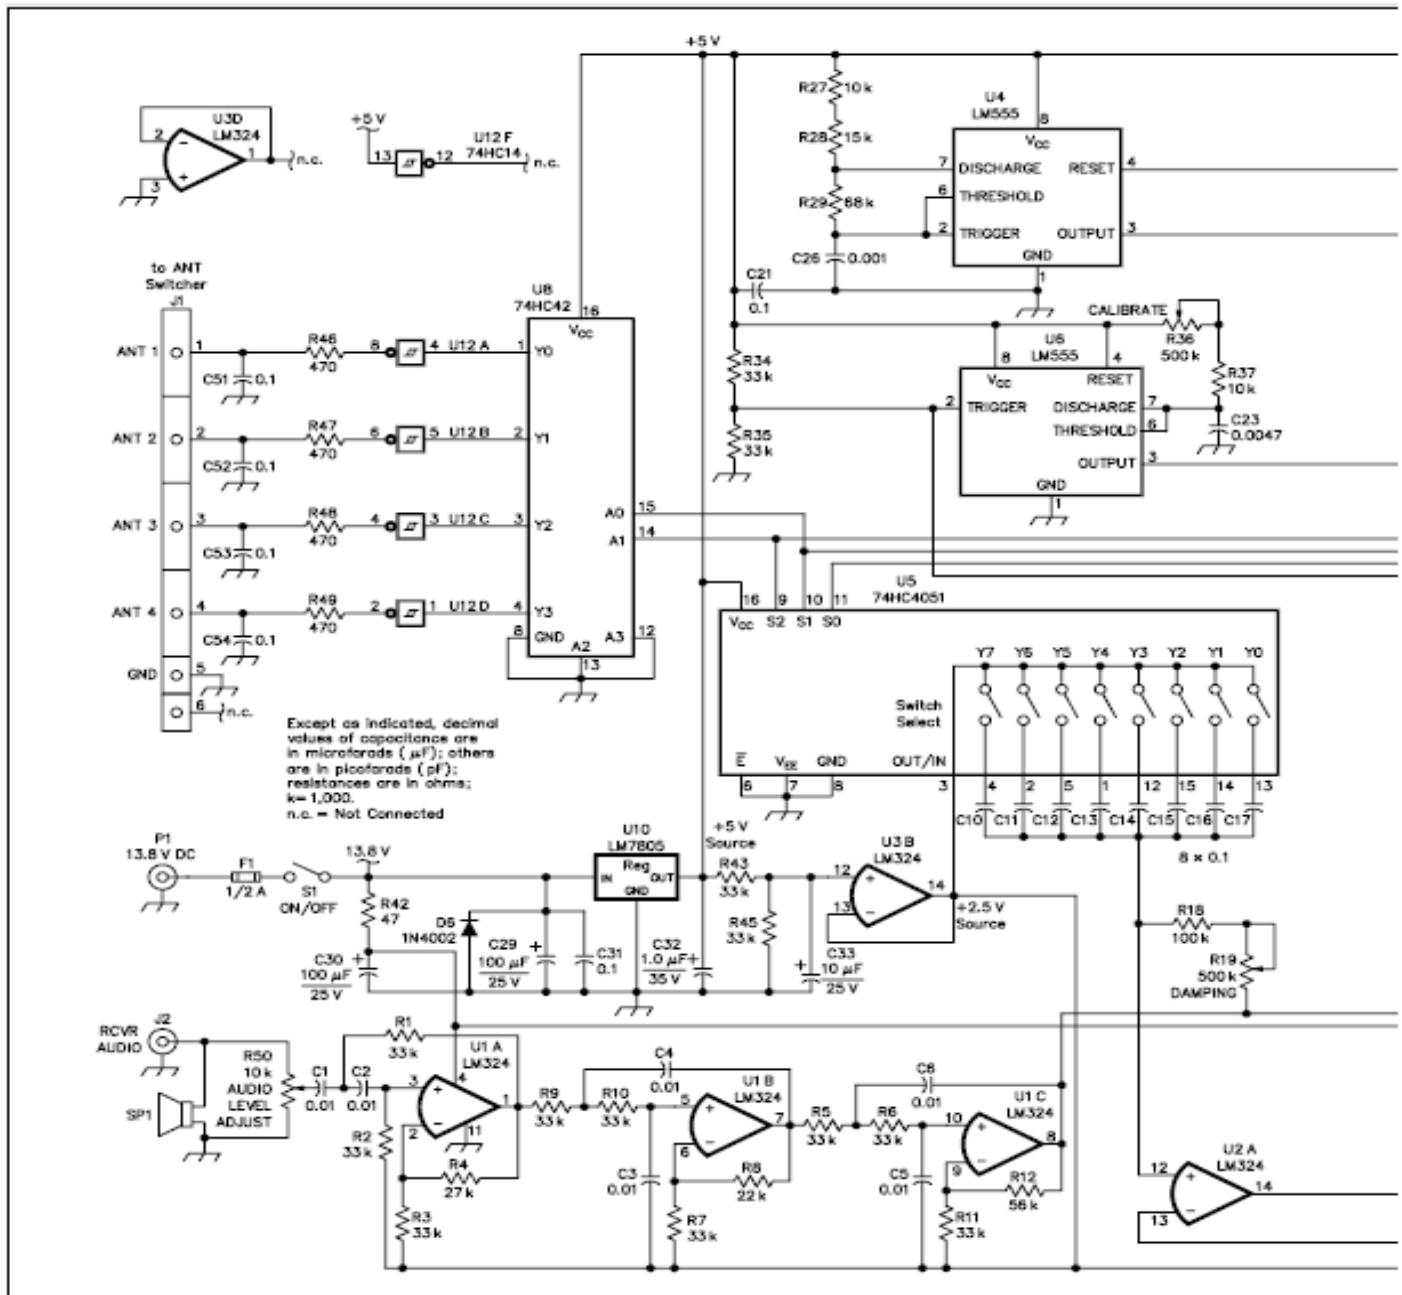 +5 V
R27 10 k
R28 15 k
R29 68 k
C26 0.001
C21
0.1
U4
LM555
8
VCC
7 DISCHARGE RESET 4
6 THRESHOLD
2 TRIGGER OUTPUT 3
GND
1
U3D
LM324
2
−
1
n.c.
+
3
+5 V
13
12
U12 F
74HC14
n.c.
to ANT
Switcher
J1
ANT 1 1
C51 0.1
R46
470
8 4 U12 A 1 Y0
ANT 2 2
C52 0.1
R47
470
6 5 U12 B 2 Y1
ANT 3 3
C53 0.1
R48
470
4 3 U12 C 3 Y2
ANT 4 4
C54 0.1
R49
470
2 1 U12 D 4 Y3
GND 5
6 n.c.
U8
74HC42
16
VCC
A0 15
A1 14
8 GND
A2
13
A3 12
R34
33 k
R35
33 k
CALIBRATE
R36
500 k
R37
10 k
C23
0.0047
U6
LM555
8
VCC
4
RESET
2 TRIGGER
DISCHARGE 7
THRESHOLD 6
OUTPUT 3
GND
1
U5
74HC4051
16 9 10 11
VCC S2 S1 S0
Y7 Y6 Y5 Y4 Y3 Y2 Y1 Y0
Switch
Select
E VEE GND OUT/IN
6 7 8 3
4 2 5 1 12 15 14 13
C10 C11 C12 C13 C14 C15 C16 C17
8 × 0.1
Except as indicated, decimal
values of capacitance are
in microfarads ( μF); others
are in picofarads ( pF);
resistances are in ohms;
k= 1,000.
n.c. = Not Connected
P1
13.8 V DC
F1
1/2 A
S1
ON/OFF
13.8 V
R42
47
C30 +
100 μF
25 V
D5
1N4002
C29 +
100 μF
25 V
C31
0.1
U10
LM7805
Reg
IN OUT
GND
C32
1.0 μF +
35 V
+5 V
Source
R43
33 k
R45
33 k
C33
+ 10 μF
25 V
U3 B
LM324
12 +
13 −
14
+2.5 V
Source
R18
100 k
R19
500 k
DAMPING
RCVR
AUDIO
J2
SP1
R50
10 k
AUDIO
LEVEL
ADJUST
C1
0.01
C2
0.01
R1
33 k
R2
33 k
R3
33 k
R4
27 k
U1 A
LM324
3 +
2 −
4
11
1
R9
33 k
R10
33 k
C4
0.01
C3
0.01
U1 B
LM324
5 +
6 −
7
R8
22 k
R7
33 k
R5
33 k
R6
33 k
C6
0.01
C5
0.01
U1 C
LM324
10 +
9 −
8
R12
56 k
R11
33 k
U2 A
LM324
12 +
13 −
14